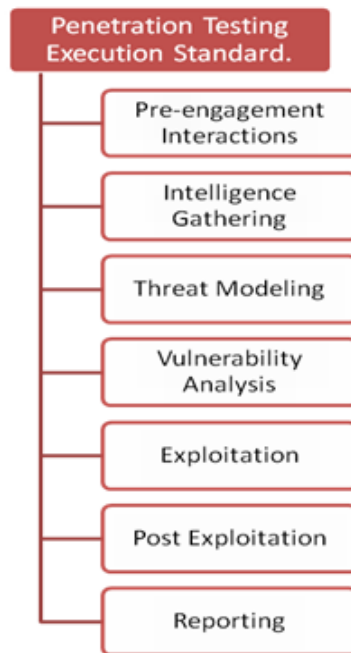 Penetration Testing
Execution Standard.
Pre-engagement
Interactions
Intelligence
Gathering
Threat Modeling
Vulnerability
Analysis
Exploitation
Post Exploitation
Reporting